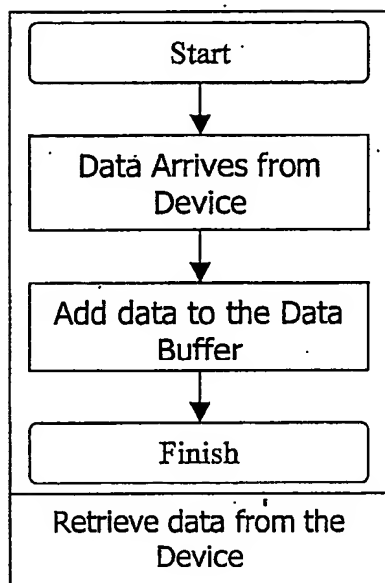 Start
Data Arrives from
Device
Add data to the Data
Buffer
Finish
Retrieve data from the
Device